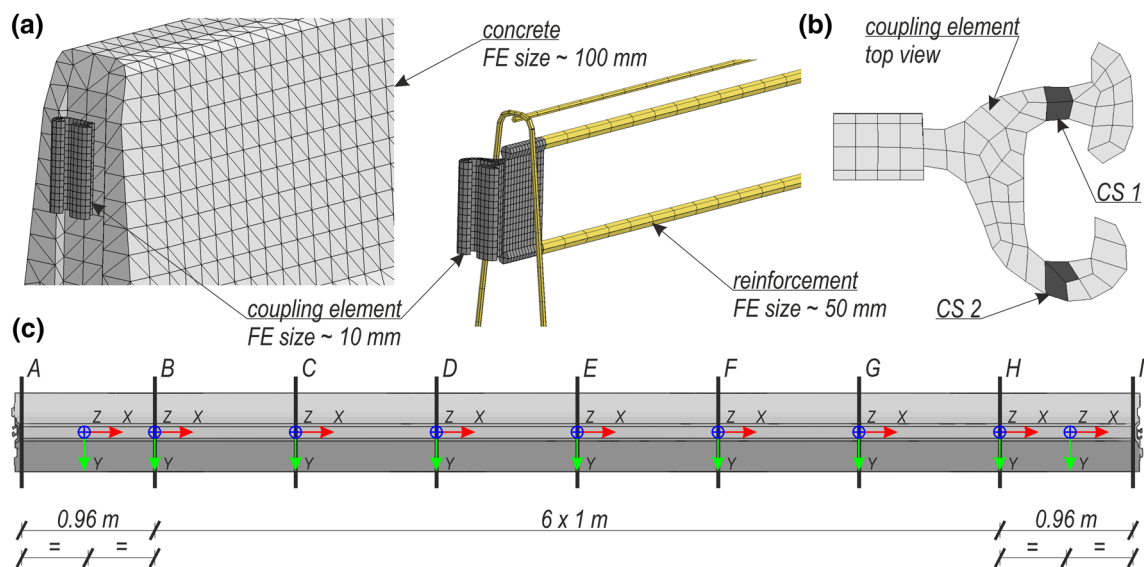 (a)
concrete
FE size ~ 100 mm
coupling element
FE size ~ 10 mm
reinforcement
FE size ~ 50 mm
(b)
coupling element
top view
CS 1
CS 2
(c)
A B C D E F G H I
Z X Z X Z X Z X Z X Z X Z X Z X Z X
Y Y Y Y Y Y Y Y Y
0.96 m 6 x 1 m 0.96 m
= = = =